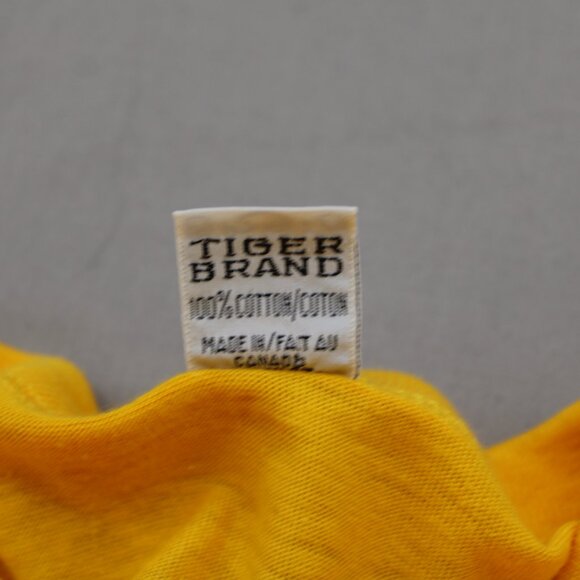 TIGER
BRAND
100% COTTON/COTON
MADE IN/FAIT AU
CANADA